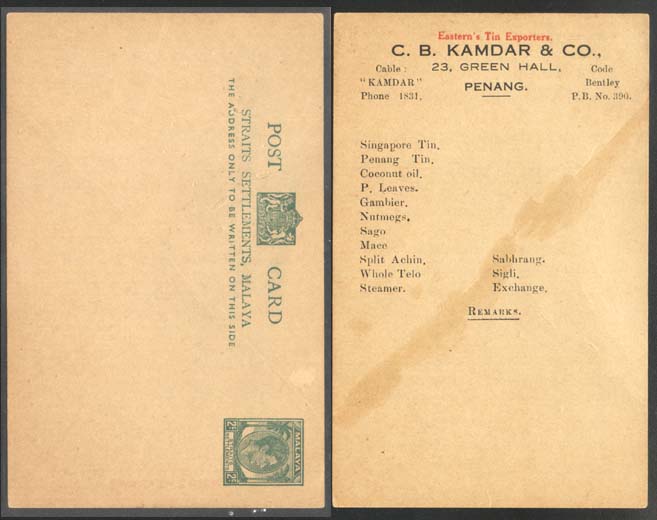 POST CARD
STRAITS SETTLEMENTS, MALAYA
THE ADDRESS ONLY TO BE WRITTEN ON THIS SIDE
MALAYA
2c 2c
Eastern's Tin Exporters.
C. B. KAMDAR & CO.,
23, GREEN HALL,
PENANG.
Cable :
"KAMDAR"
Phone 1831.
Code
Bentley
P.B. No. 390.
Singapore Tin.
Penang Tin.
Coconut oil.
P. Leaves.
Gambier.
Nutmegs.
Sago
Mace
Split Achin. Sabhrang.
Whole Telo Sigli.
Steamer. Exchange.
REMARKS.